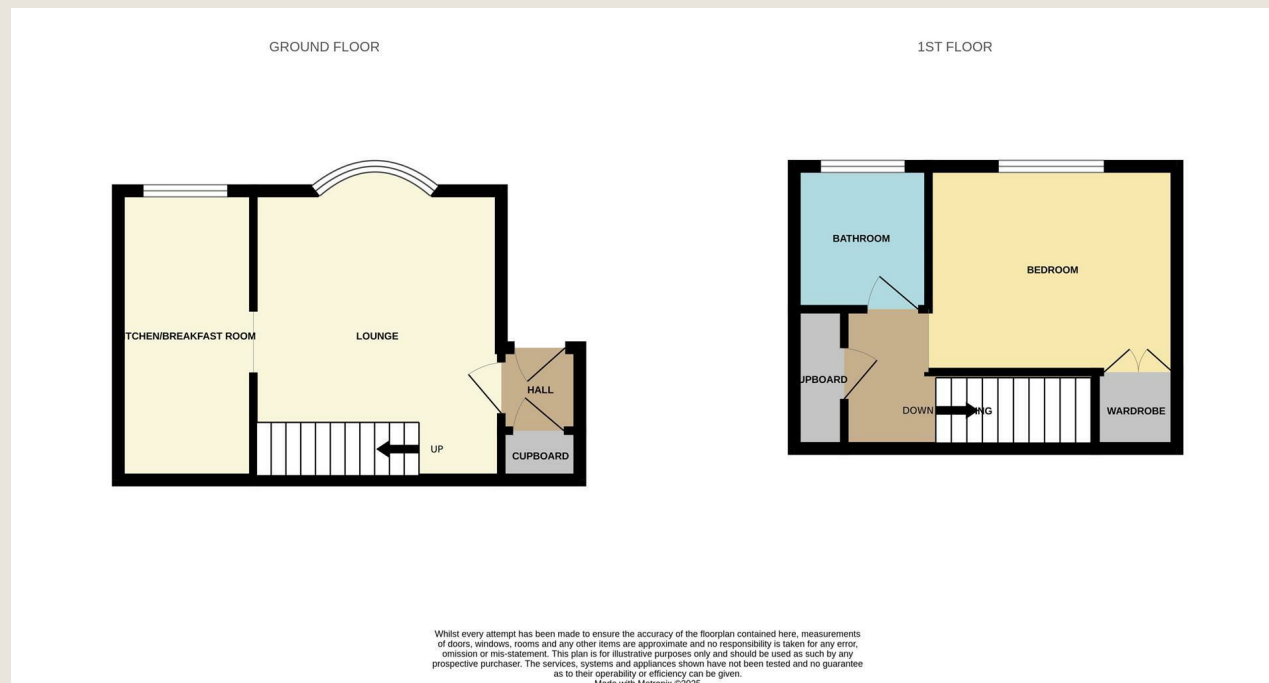 GROUND FLOOR
1ST FLOOR
BATHROOM
BEDROOM
TCHEN/BREAKFAST ROOM
LOUNGE
HALL
UP
CUPBOARD
UPBOARD
DOWN
NG
WARDROBE
Whilst every attempt has been made to ensure the accuracy of the floorplan contained here, measurements
of doors, windows, rooms and any other items are approximate and no responsibility is taken for any error,
omission or mis-statement. This plan is for illustrative purposes only and should be used as such by any
prospective purchaser. The services, systems and appliances shown have not been tested and no guarantee
as to their operability or efficiency can be given.
Made with Metropix ©2025